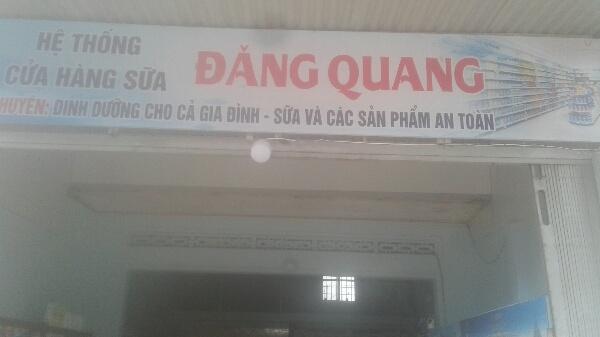 HỆ THỐNG
CỬA HÀNG SỮA
ĐĂNG QUANG
HUYÊN: DINH DƯỠNG CHO CẢ GIA ĐÌNH - SỮA VÀ CÁC SẢN PHẨM AN TOÀN